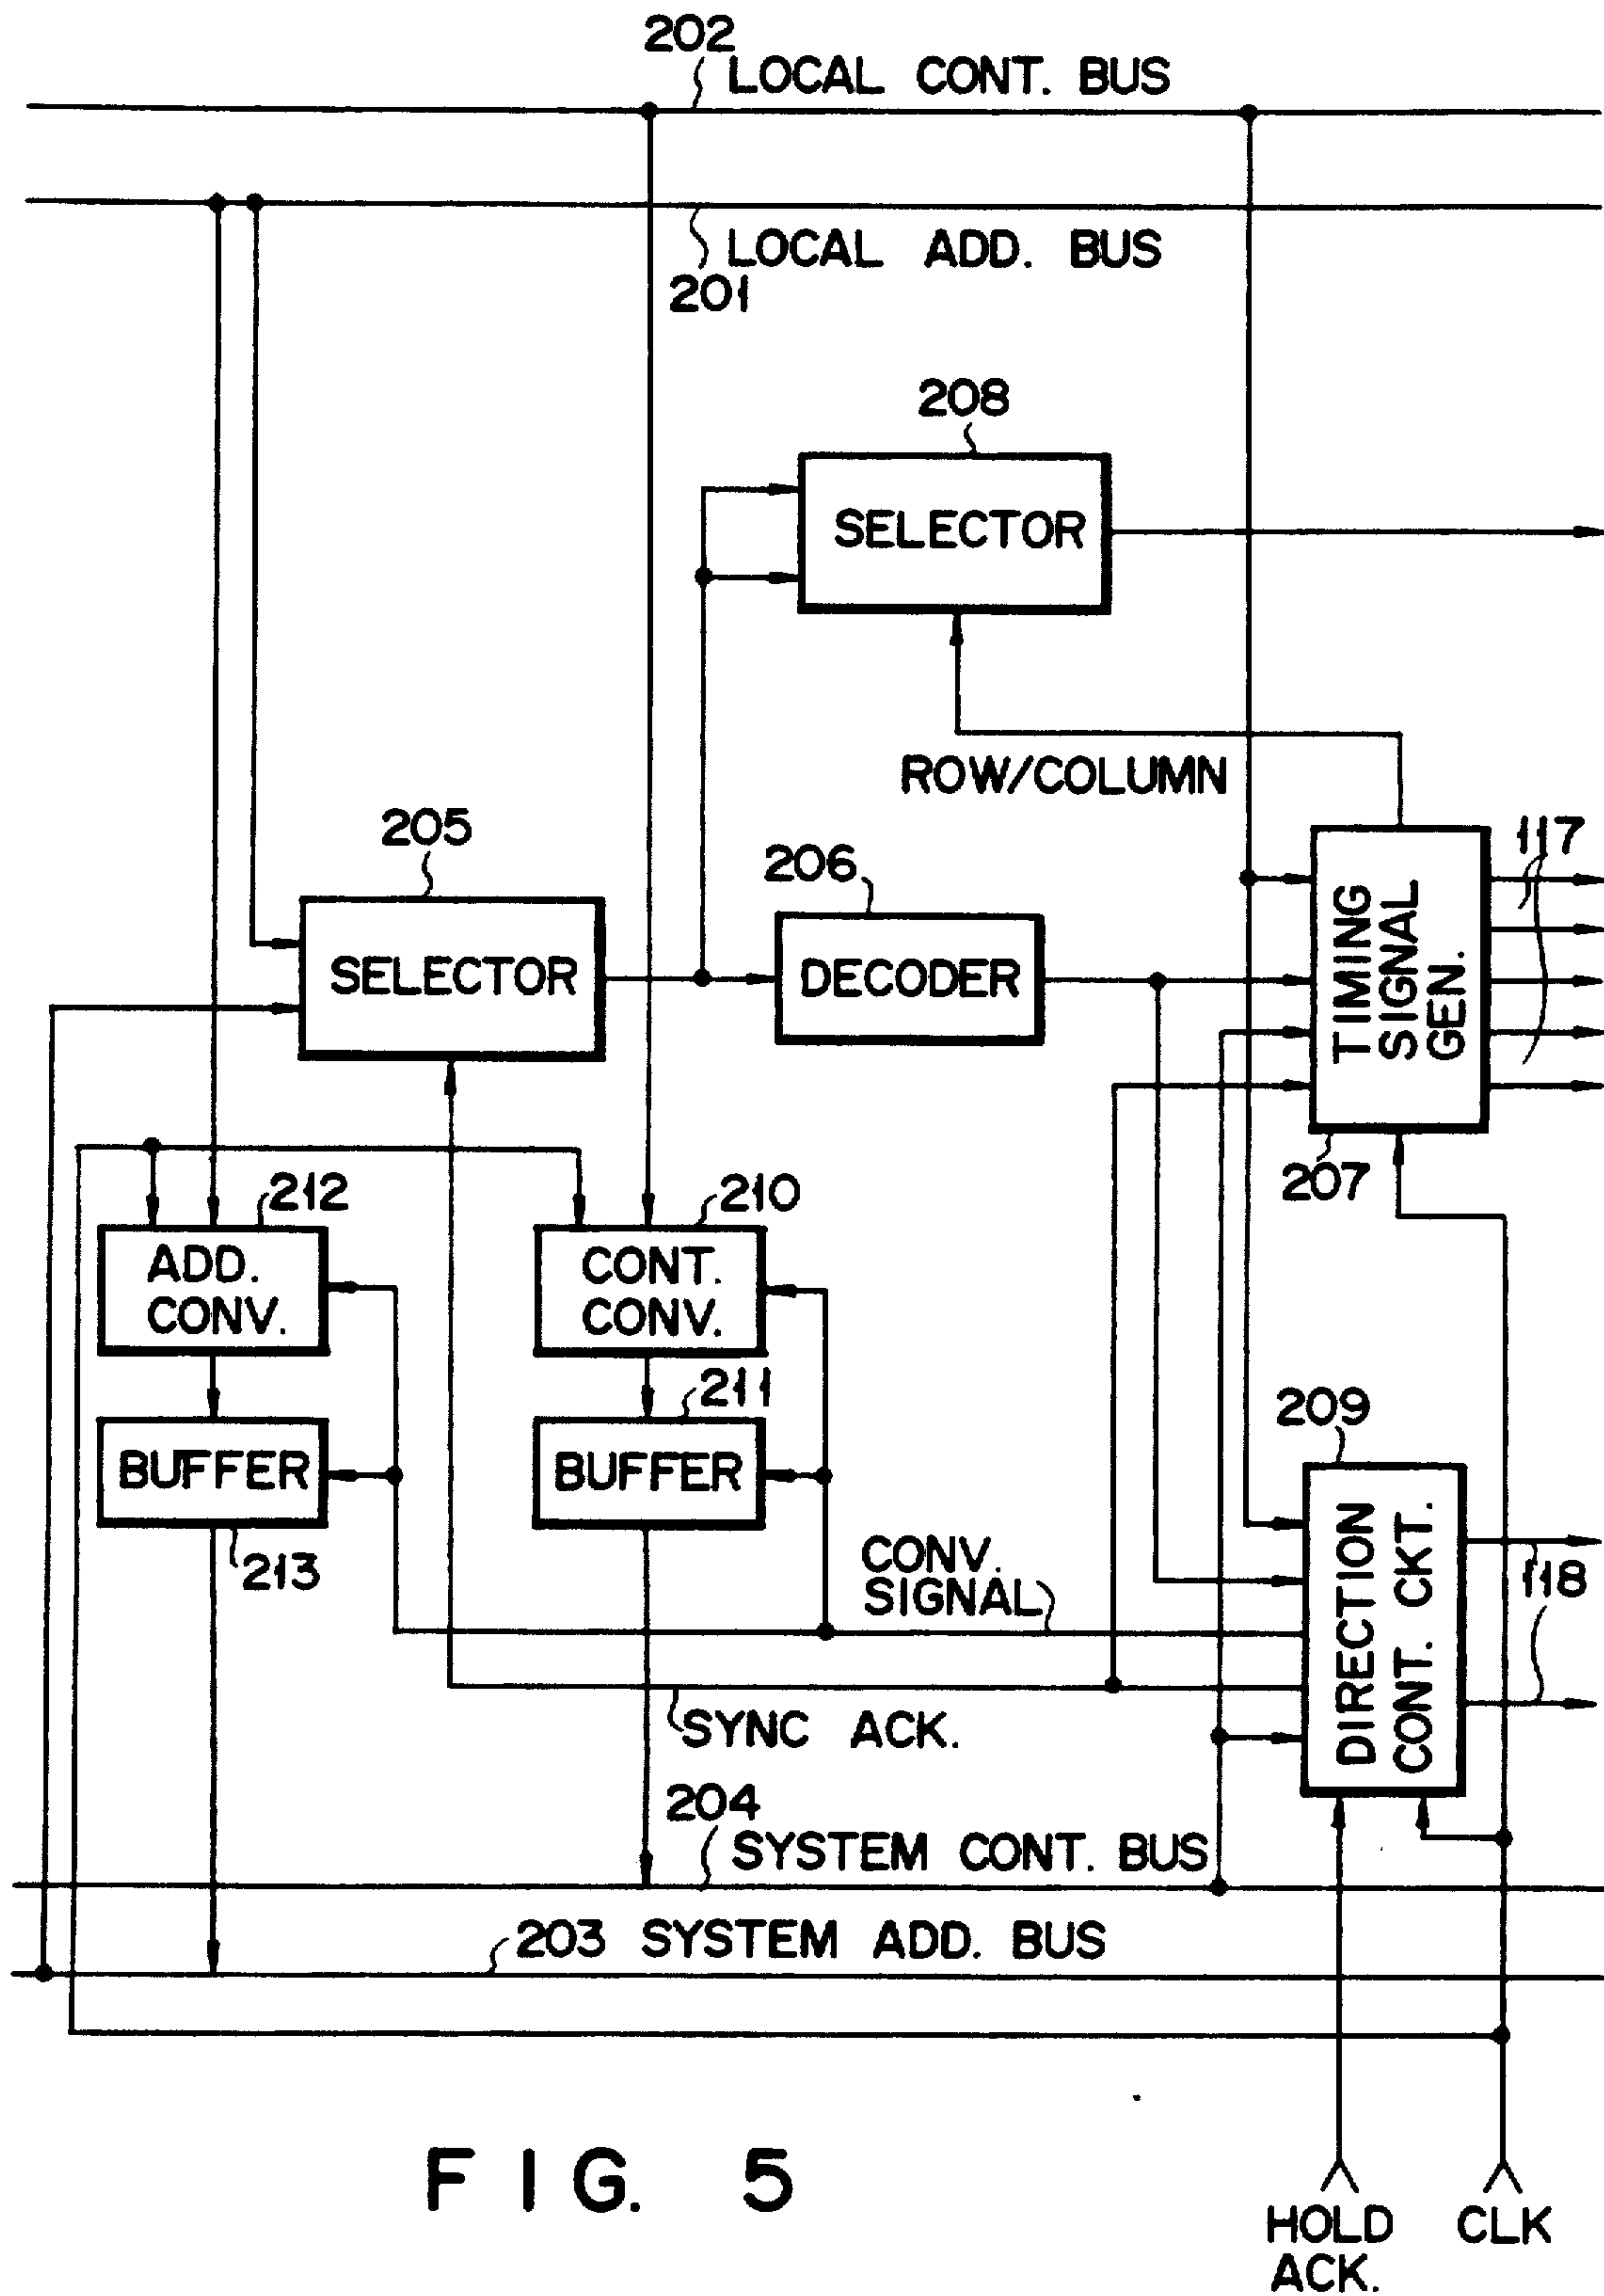 202
LOCAL CONT. BUS
LOCAL ADD. BUS
201
208
SELECTOR
ROW/COLUMN
205
SELECTOR
206
DECODER
117
TIMING
SIGNAL
GEN.
207
212
ADD.
CONV.
210
CONT.
CONV.
211
BUFFER
213
BUFFER
209
DIRECTION
CONT. CKT.
118
CONV.
SIGNAL
SYNC ACK.
204
SYSTEM CONT. BUS
203 SYSTEM ADD. BUS
HOLD
ACK.
CLK
FIG. 5